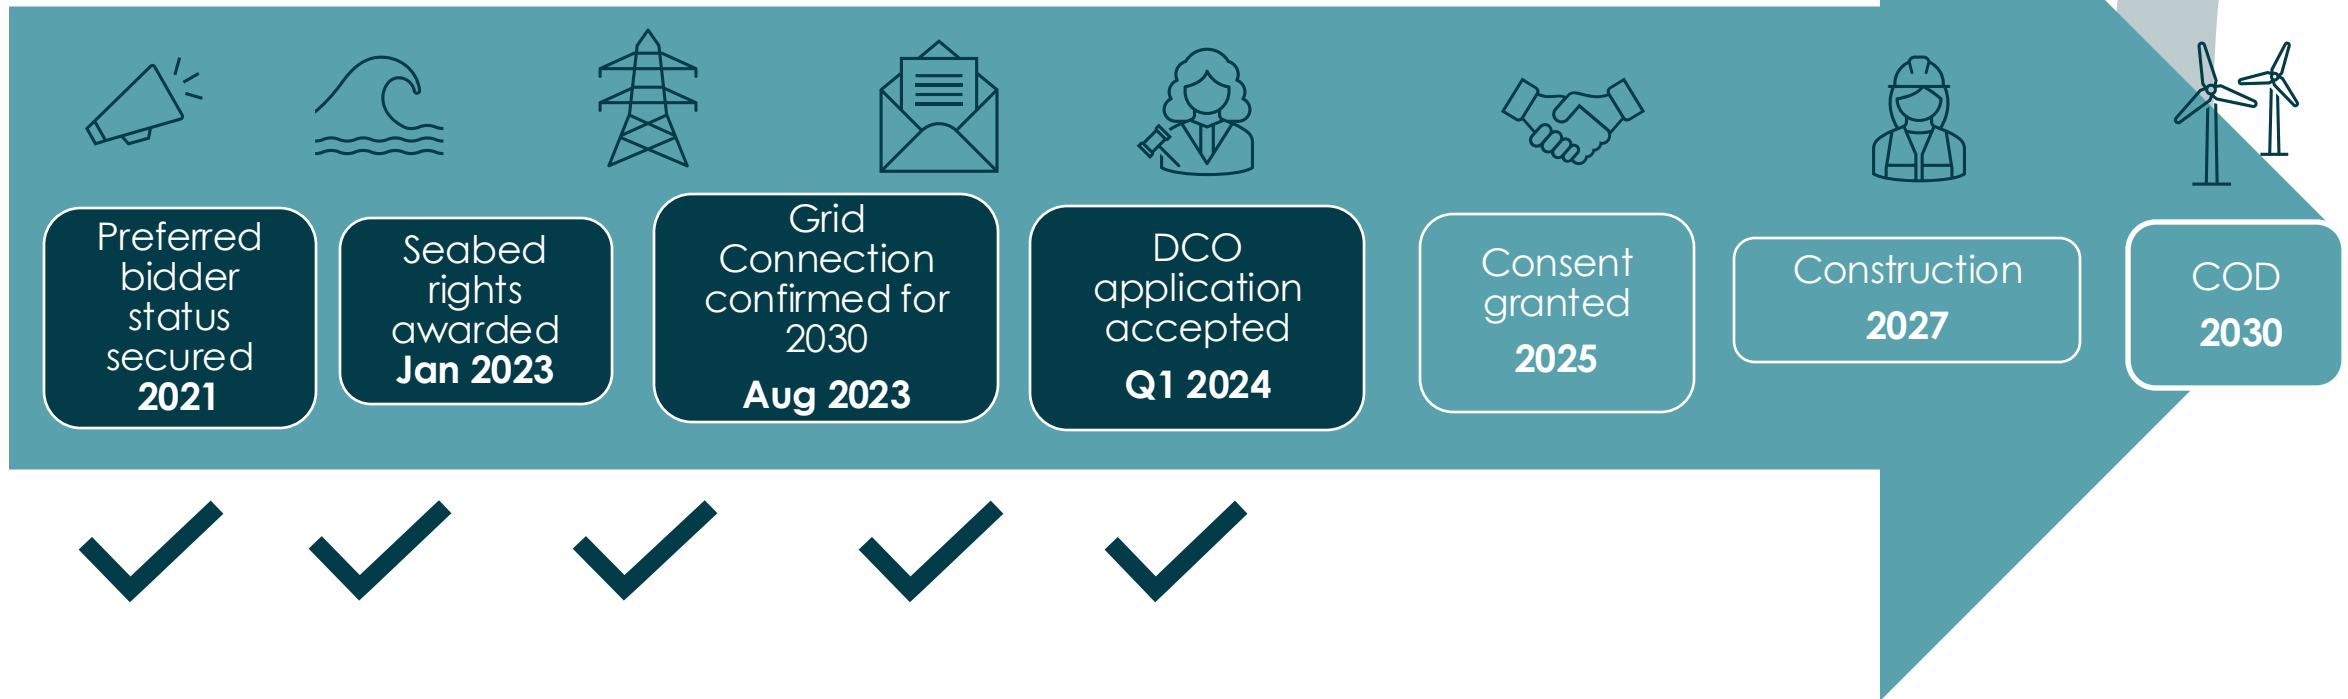 Preferred
bidder
status
secured
2021
Seabed
rights
awarded
Jan 2023
Grid
Connection
confirmed for
2030
Aug 2023
DCO
application
accepted
Q1 2024
Consent
granted
2025
Construction
2027
COD
2030